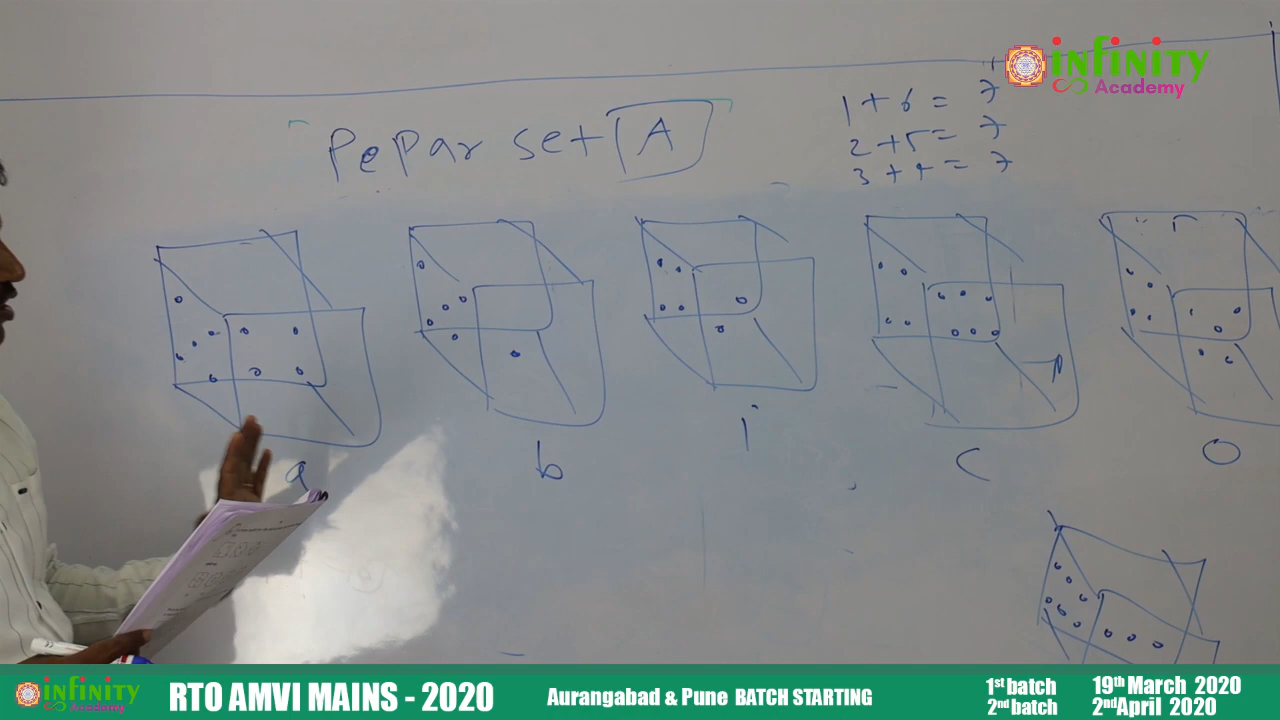 infinity
Academy
PePar set A
1 + 6 = 7
2 + 5 = 7
3 + 4 = 7
a
b
i
c
O
infinity
Academy
RTO AMVI MAINS - 2020
Aurangabad & Pune BATCH STARTING
1st batch 19th March 2020
2nd batch 2nd April 2020